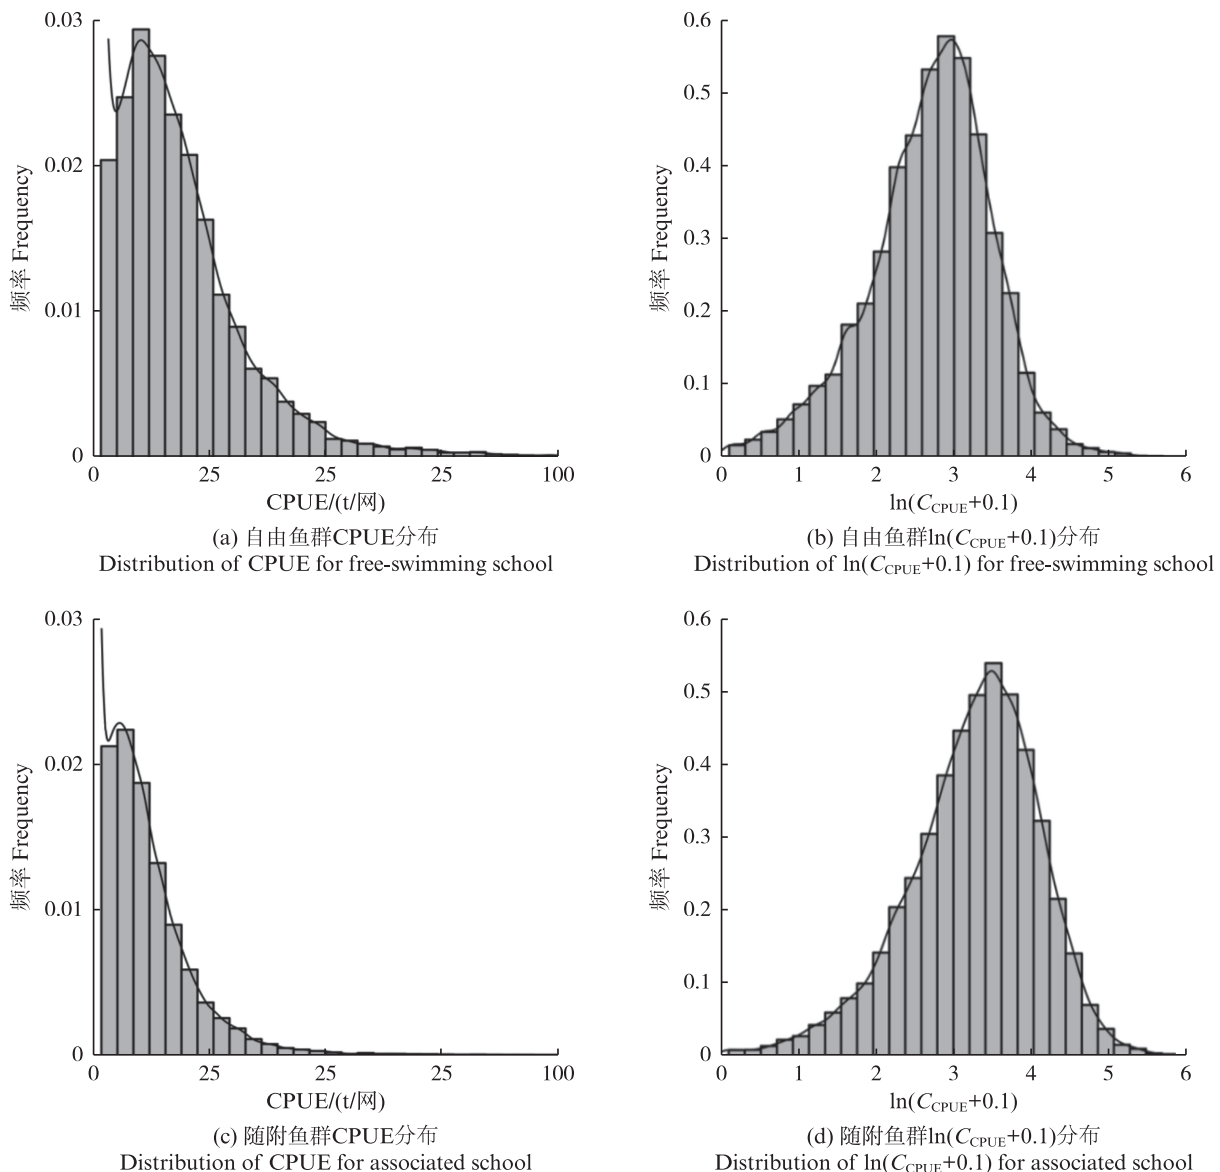 0.03
0.02
0.01
0
频率 Frequency
0 25 25 25 100
CPUE/(t/网)
(a) 自由鱼群CPUE分布
Distribution of CPUE for free-swimming school
0.6
0.5
0.4
0.3
0.2
0.1
0
频率 Frequency
0 1 2 3 4 5 6
ln(C_CPUE+0.1)
(b) 自由鱼群ln(C_CPUE+0.1)分布
Distribution of ln(C_CPUE+0.1) for free-swimming school
0.03
0.02
0.01
0
频率 Frequency
0 25 25 25 100
CPUE/(t/网)
(c) 随附鱼群CPUE分布
Distribution of CPUE for associated school
0.6
0.5
0.4
0.3
0.2
0.1
0
频率 Frequency
0 1 2 3 4 5 6
ln(C_CPUE+0.1)
(d) 随附鱼群ln(C_CPUE+0.1)分布
Distribution of ln(C_CPUE+0.1) for associated school